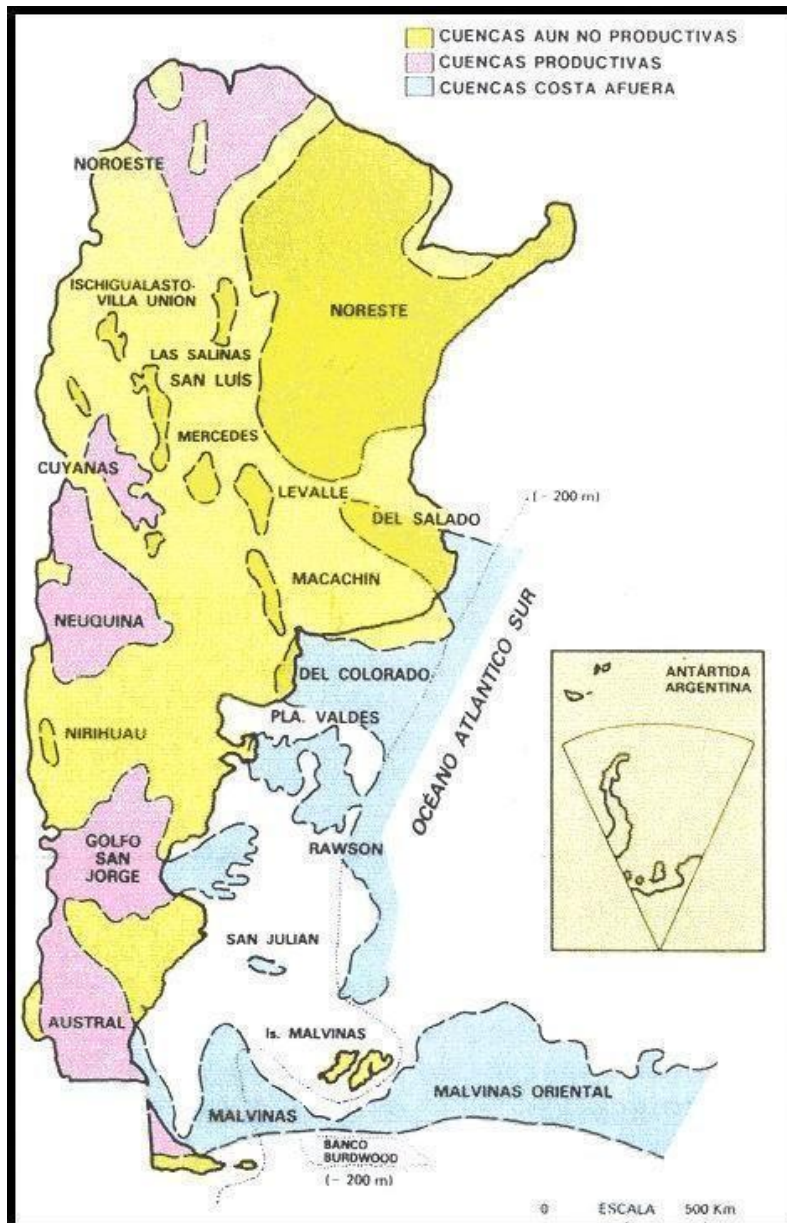 CUENCAS AUN NO PRODUCTIVAS
CUENCAS PRODUCTIVAS
CUENCAS COSTA AFUERA
NOROESTE
ISCHIGUALASTO-
VILLA UNION
NORESTE
LAS SALINAS
SAN LUÍS
MERCEDES
CUYANAS
LEVALLE
(- 200 m)
DEL SALADO
MACACHIN
NEUQUINA
OCÉANO ATLANTICO SUR
ANTÁRTIDA
ARGENTINA
DEL COLORADO
PLA. VALDES
NIRIHUAU
GOLFO
SAN
JORGE
RAWSON
SAN JULIAN
AUSTRAL
Is. MALVINAS
MALVINAS ORIENTAL
MALVINAS
BANCO
BURDWOOD
(- 200 m)
0 ESCALA 500 Km